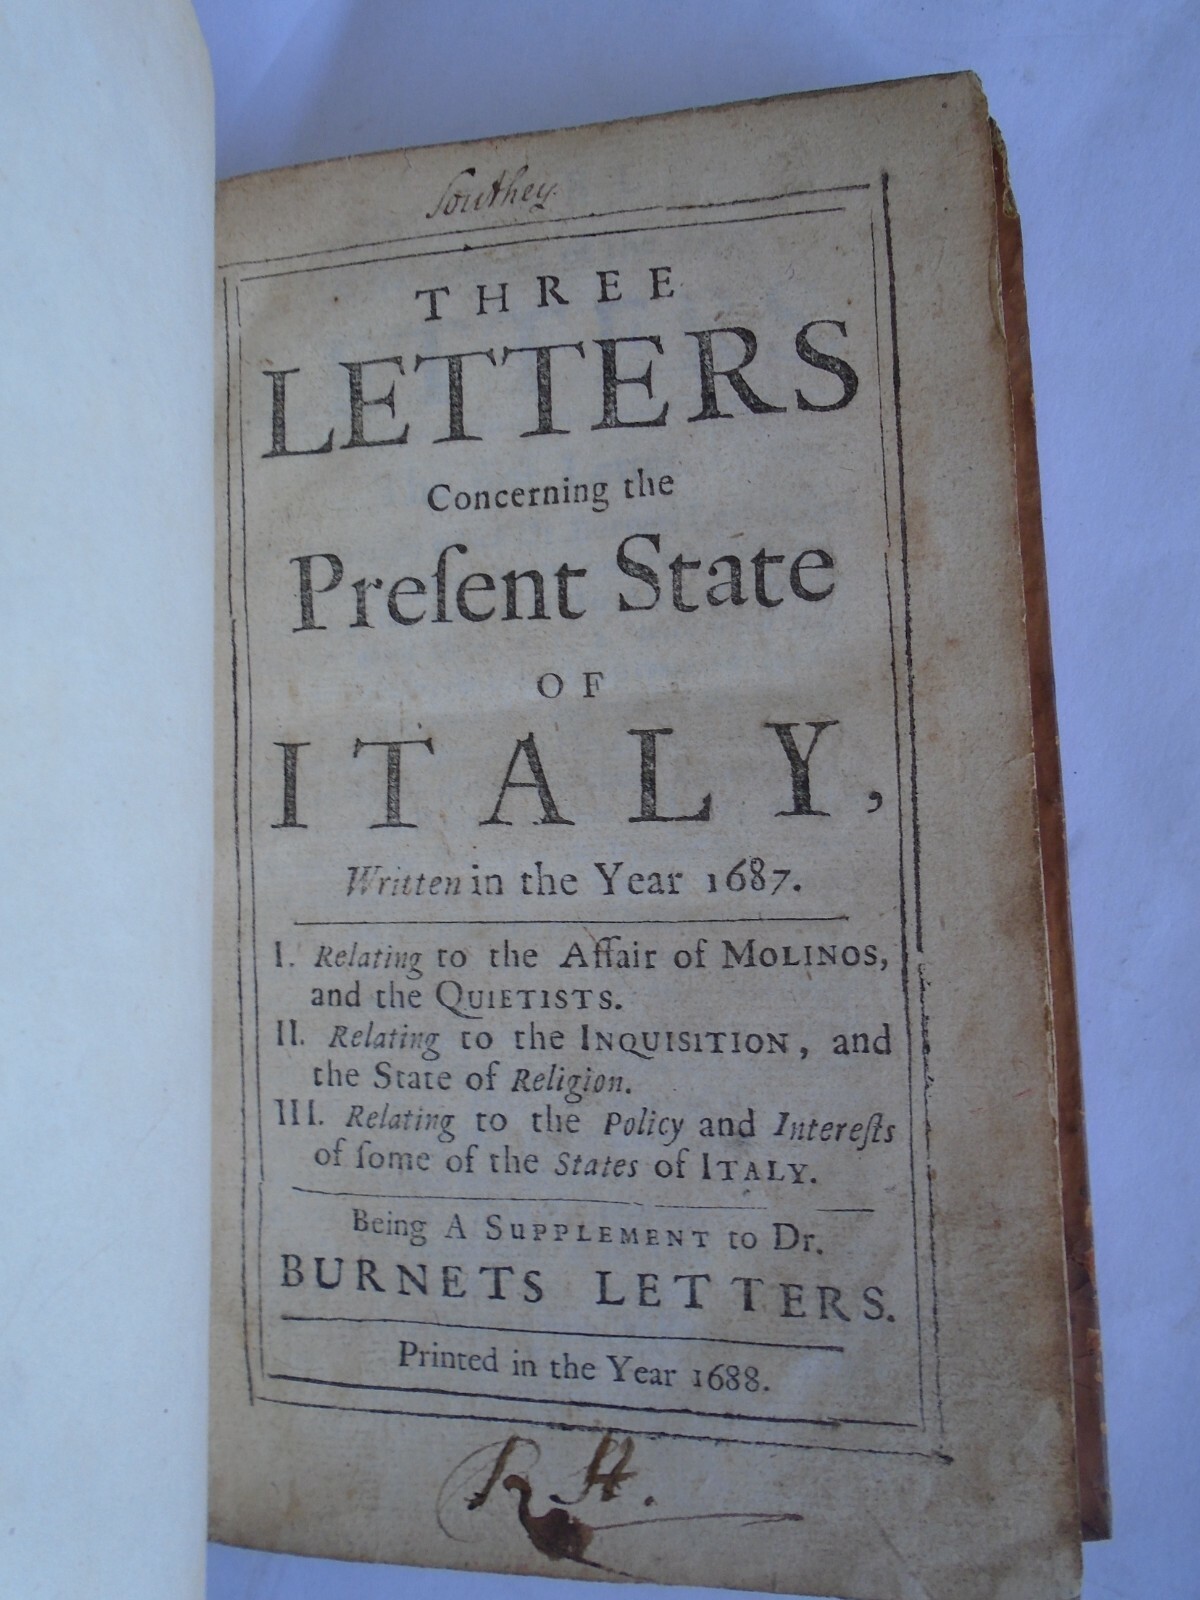 Southey.
THREE
LETTERS
Concerning the
Preſent State
OF
ITALY,
Written in the Year 1687.
I. Relating to the Affair of MOLINOS,
and the QUIETISTS.
II. Relating to the INQUISITION, and
the State of Religion.
III. Relating to the Policy and Intereſts
of ſome of the States of ITALY.
Being A SUPPLEMENT to Dr.
BURNETS LETTERS.
Printed in the Year 1688.
R H.